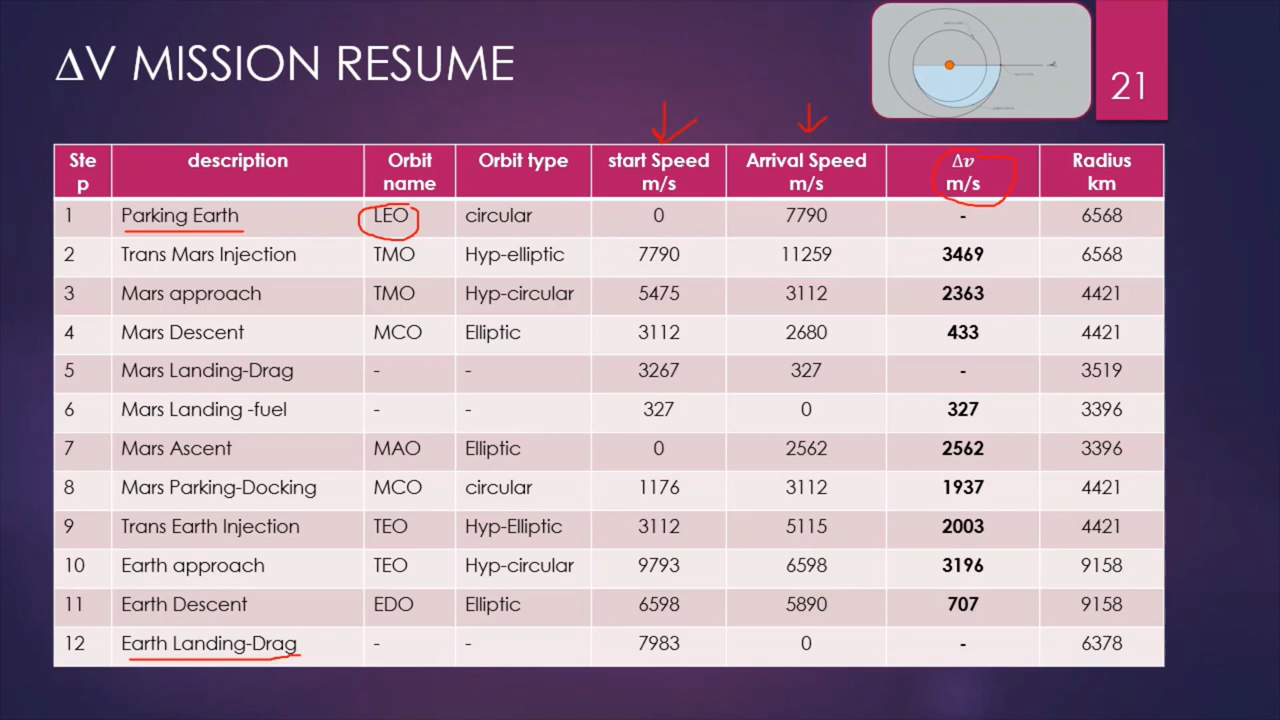 ΔV MISSION RESUME
21
Ste
p
description
Orbit
name
Orbit type
start Speed
m/s
Arrival Speed
m/s
Δv
m/s
Radius
km
1 Parking Earth LEO circular 0 7790 - 6568
2 Trans Mars Injection TMO Hyp-elliptic 7790 11259 3469 6568
3 Mars approach TMO Hyp-circular 5475 3112 2363 4421
4 Mars Descent MCO Elliptic 3112 2680 433 4421
5 Mars Landing-Drag - - 3267 327 - 3519
6 Mars Landing -fuel - - 327 0 327 3396
7 Mars Ascent MAO Elliptic 0 2562 2562 3396
8 Mars Parking-Docking MCO circular 1176 3112 1937 4421
9 Trans Earth Injection TEO Hyp-Elliptic 3112 5115 2003 4421
10 Earth approach TEO Hyp-circular 9793 6598 3196 9158
11 Earth Descent EDO Elliptic 6598 5890 707 9158
12 Earth Landing-Drag - - 7983 0 - 6378